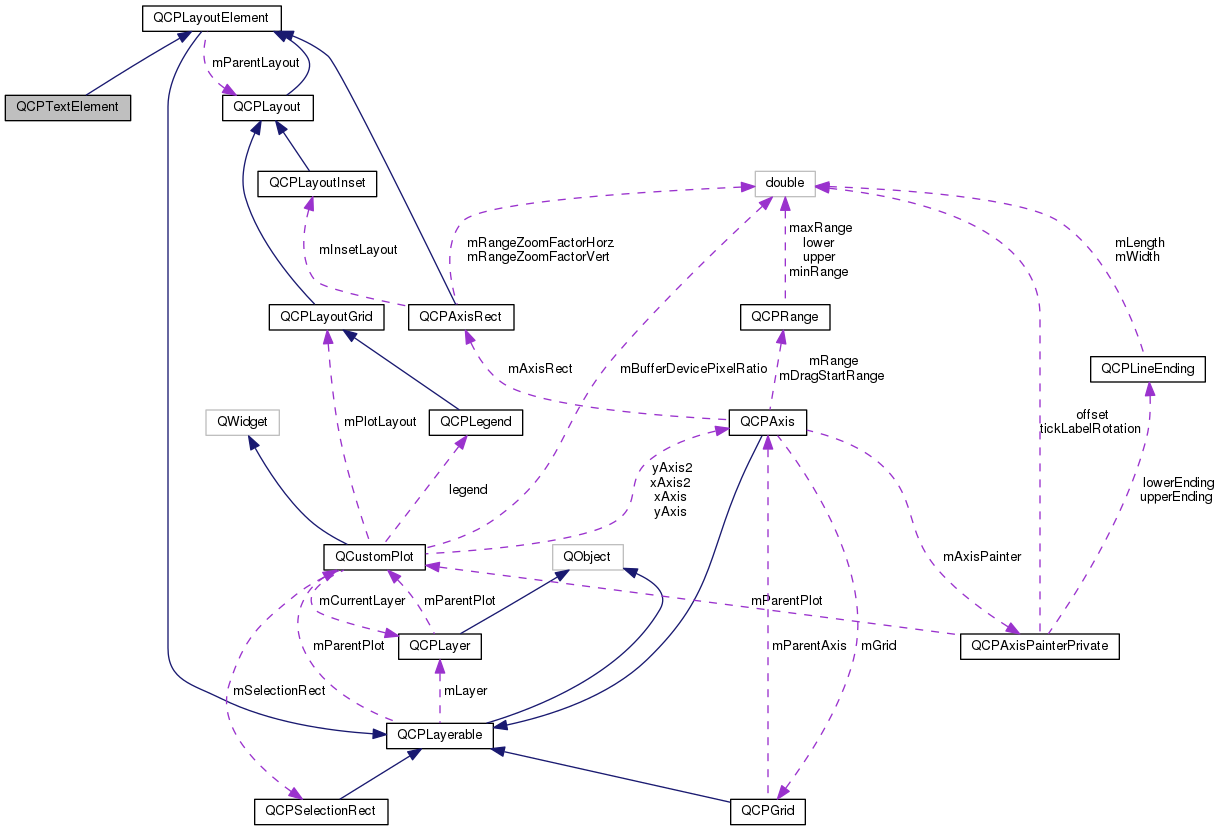 QCPLayoutElement
mParentLayout
QCPTextElement
QCPLayout
QCPLayoutInset
double
mInsetLayout
mRangeZoomFactorHorz
mRangeZoomFactorVert
maxRange
lower
upper
minRange
mLength
mWidth
QCPLayoutGrid
QCPAxisRect
QCPRange
mAxisRect
mBufferDevicePixelRatio
mRange
mDragStartRange
QCPLineEnding
QWidget
mPlotLayout
QCPLegend
QCPAxis
offset
tickLabelRotation
legend
yAxis2
xAxis2
xAxis
yAxis
lowerEnding
upperEnding
QCustomPlot
QObject
mAxisPainter
mCurrentLayer
mParentPlot
mParentPlot
mParentPlot
QCPLayer
mParentAxis
mGrid
QCPAxisPainterPrivate
mSelectionRect
mLayer
QCPLayerable
QCPSelectionRect
QCPGrid